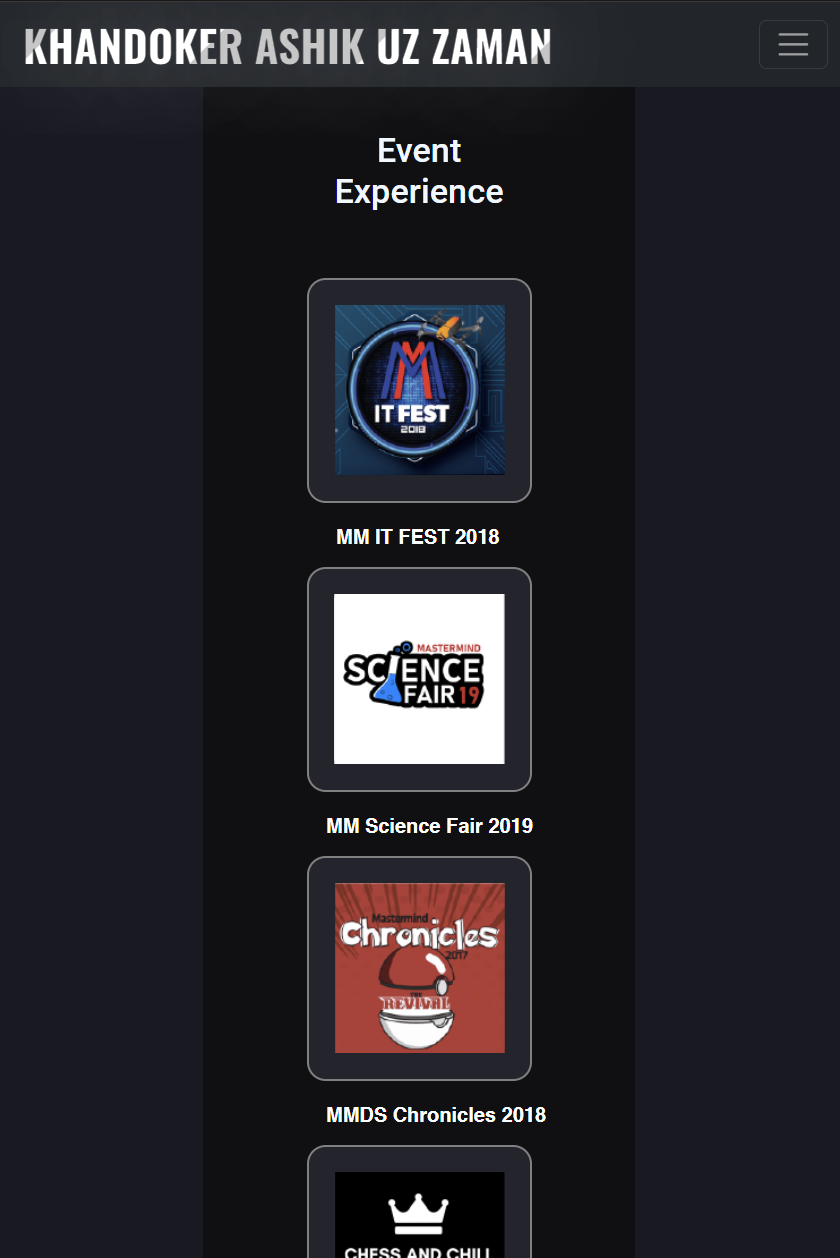 KHANDOKER ASHIK UZ ZAMAN
Event
Experience
MM
IT FEST
2018
MM IT FEST 2018
MASTERMIND
SCIENCE
FAIR 19
MM Science Fair 2019
Mastermind
Chronicles
2017
THE
REVIVAL
MMDS Chronicles 2018
CHESS AND CHILL